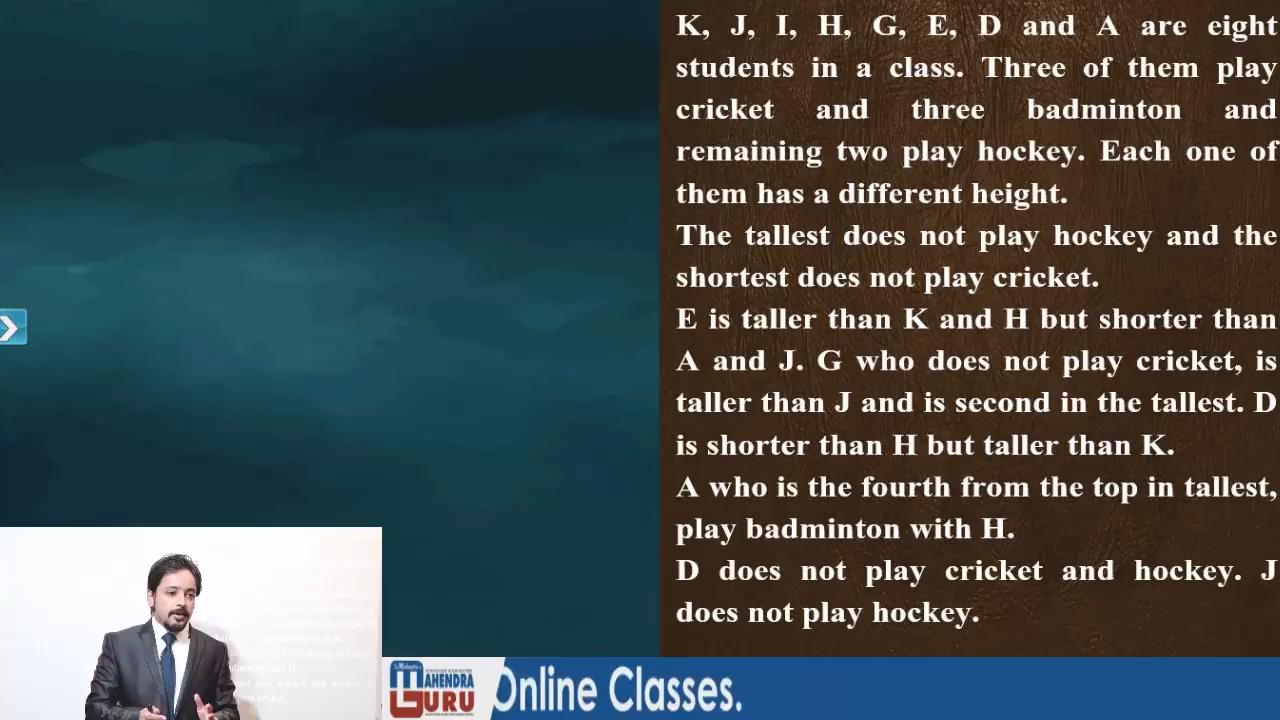 K, J, I, H, G, E, D and A are eight
students in a class. Three of them play
cricket and three badminton and
remaining two play hockey. Each one of
them has a different height.
The tallest does not play hockey and the
shortest does not play cricket.
E is taller than K and H but shorter than
A and J. G who does not play cricket, is
taller than J and is second in the tallest. D
is shorter than H but taller than K.
A who is the fourth from the top in tallest,
play badminton with H.
D does not play cricket and hockey. J
does not play hockey.
MAHENDRA
GURU
Online Classes.